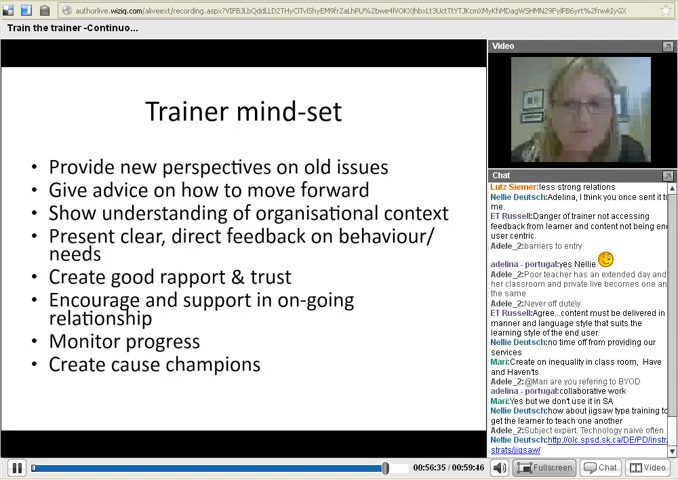 authorlive.wiziq.com/aliveext/recording.aspx?
Train the trainer -Continuo...
Trainer mind-set
• Provide new perspectives on old issues
• Give advice on how to move forward
• Show understanding of organisational context
• Present clear, direct feedback on behaviour/
needs
• Create good rapport & trust
• Encourage and support in on-going
relationship
• Monitor progress
• Create cause champions
Video
Chat
Lutz Siemer:less strong relations
Nellie Deutsch:Adelina, I think you once sent it to
me.
ET Russell:Danger of trainer not accessing
feedback from learner and content not being end
user centric.
Adele_2:barriers to entry
adelina - portugal:yes Nellie
Adele_2:Poor teacher has an extended day and
her classroom and private live becomes one an
the same
Adele_2:Never off dutely
ET Russell:Agree...content must be delivered in
manner and language style that suits the
learning style of the end user.
Nellie Deutsch:no time off from providing our
services
Mari:Create on inequality in class room, Have
and Haven'ts
Adele_2:@Mari are you referring to BYOD
adelina - portugal:collaborative work
Mari:Yes but we don't use it in SA
Nellie Deutsch:how about jigsaw type training to
get the learner to teach one another
Adele_2:Subject expert. Technology naive often
Nellie Deutsch:http://olc.spsd.sk.ca/DE/PD/instr
strats/jigsaw/
00:56:35 / 00:59:46
Fullscreen
Chat
Video